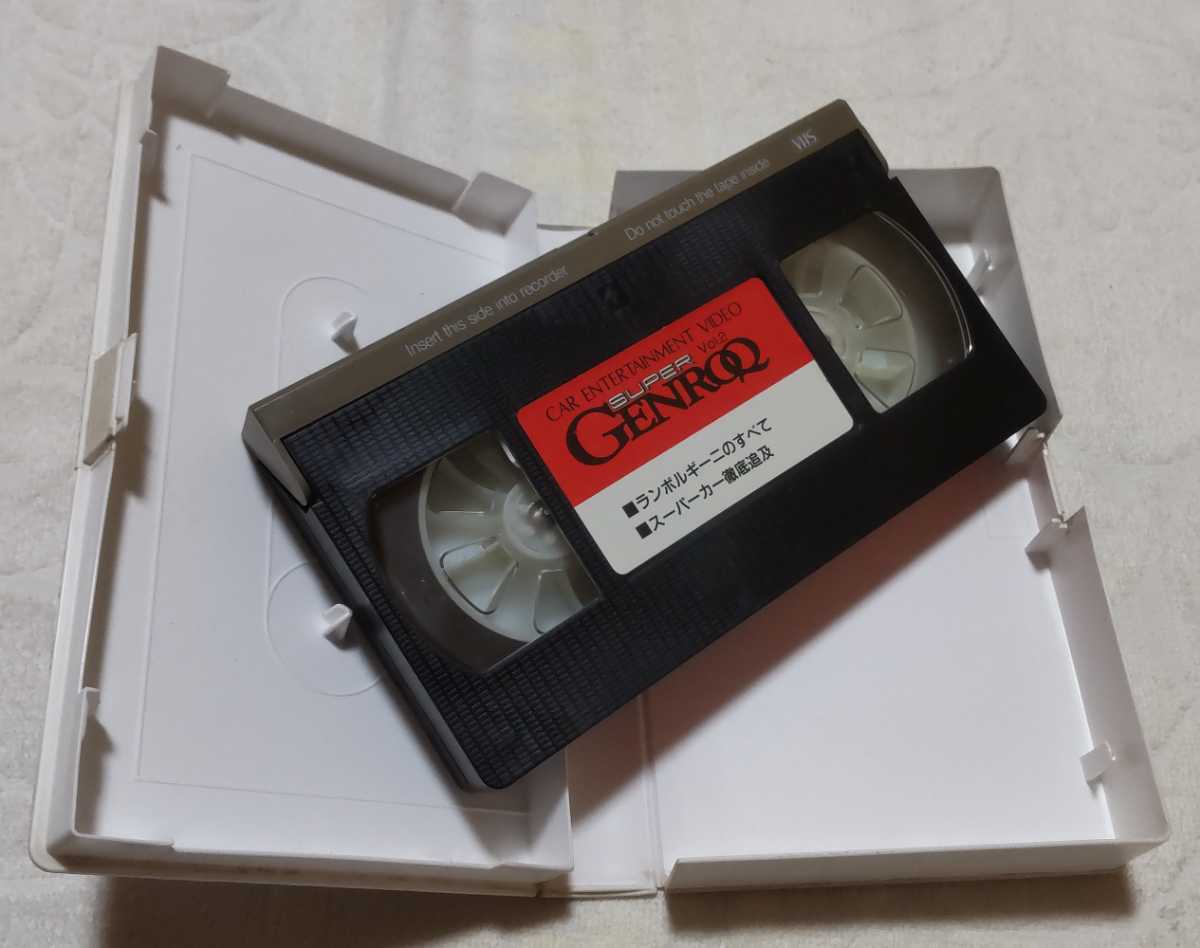 Insert this side into recorder
Do not touch the tape inside
VHS
CAR ENTERTAINMENT VIDEO
SUPER Vol.2
GENROQ
■ランボルギーニのすべて
■スーパーカー徹底追及